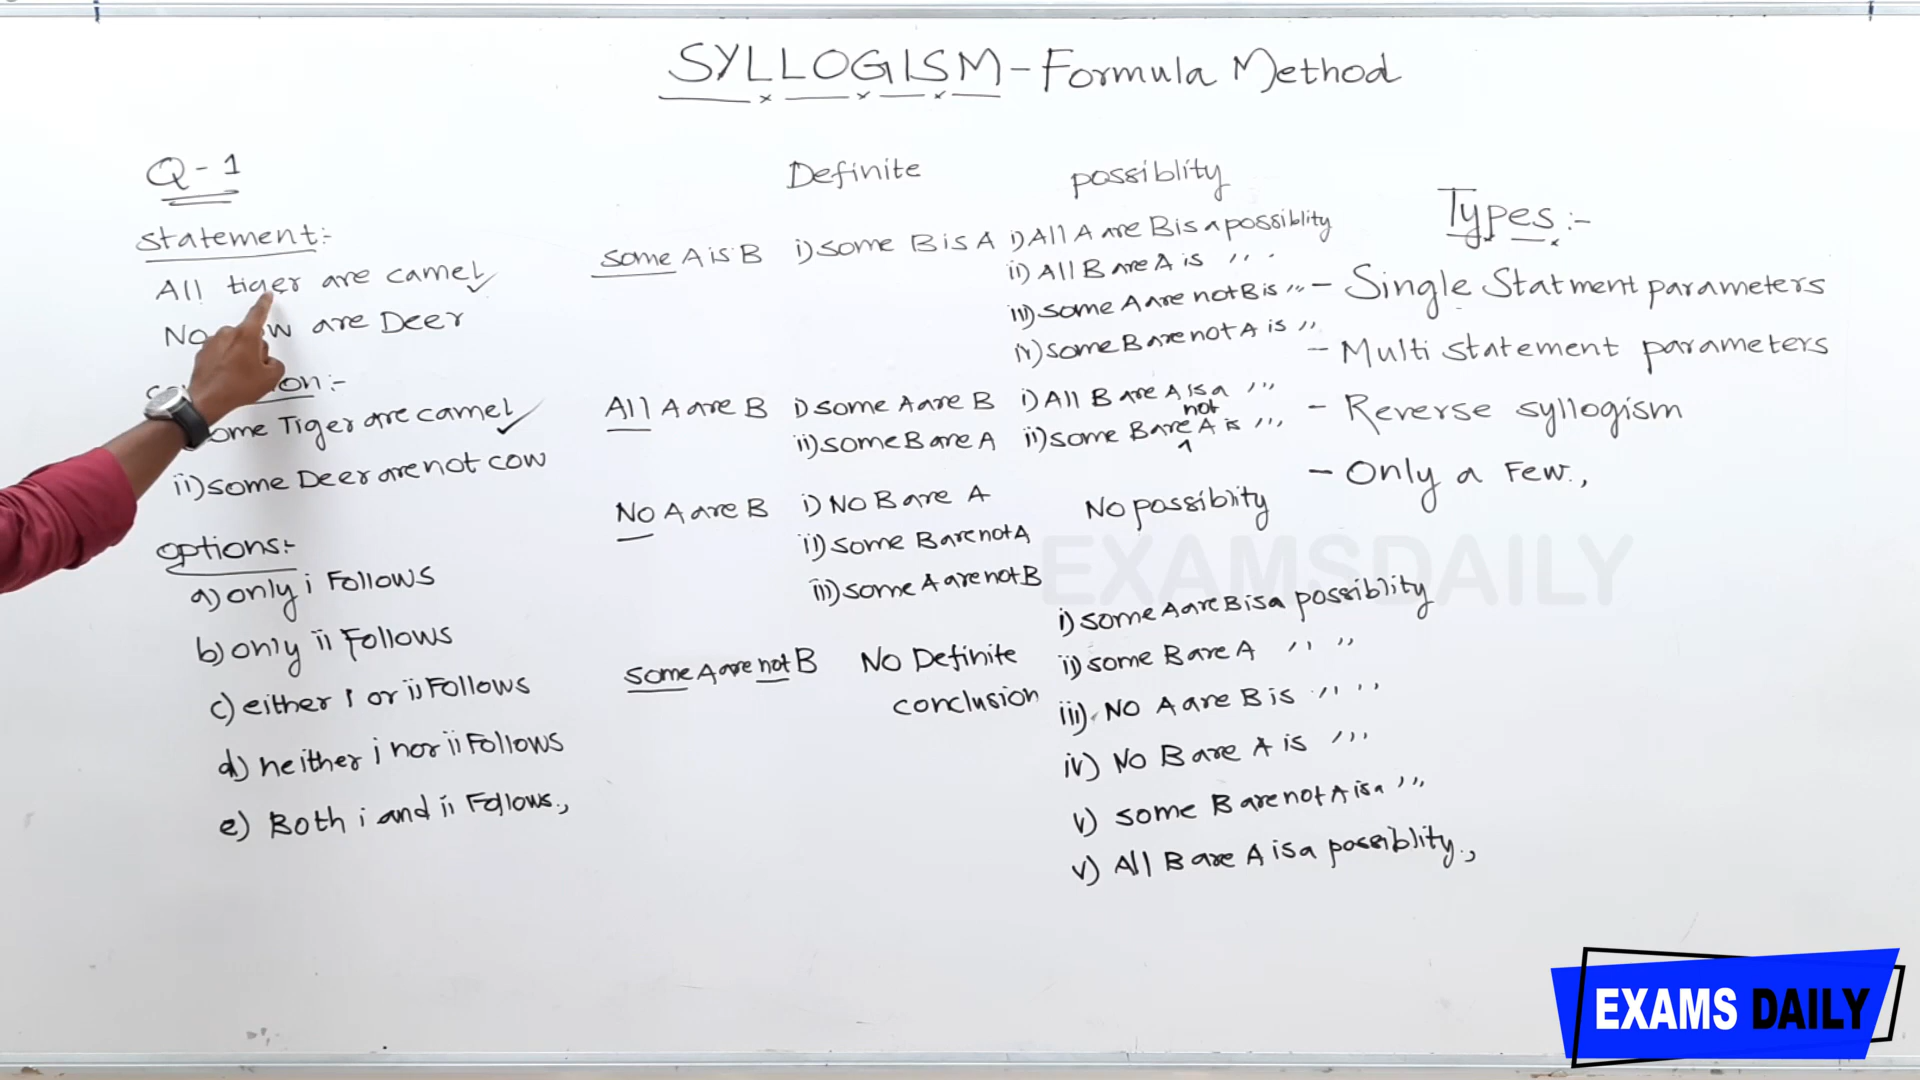 SYLLOGISM - Formula Method
Q - 1
Statement:-
All tiger are camel
No are Deer
Tiger are camel
ii) some Deer are not cow
options:-
a) only i Follows
b) only ii Follows
c) either i or ii Follows
d) neither i nor ii Follows
e) Both i and ii Follows.,
Definite
possiblity
some A is B i) some B is A i) All A are B is a possiblity
ii) All B are A is " "
iii) some A are not B is "
iv) some B are not A is "
All A are B i) some A are B i) All B are A is a "
ii) some B are A ii) some B are not A is "
No A are B i) NO B are A No possiblity
ii) some B are not A
iii) some A are not B
some A are not B No Definite conclusion
i) some A are B is a possiblity
ii) some B are A " "
iii) No A are B is " "
iv) No B are A is "
v) some B are not A is a "
v) All B are A is a possiblity.,
Types:-
- Single Statment parameters
- Multi statement parameters
- Reverse syllogism
- Only a Few.,
EXAMSDAILY
EXAMS DAILY